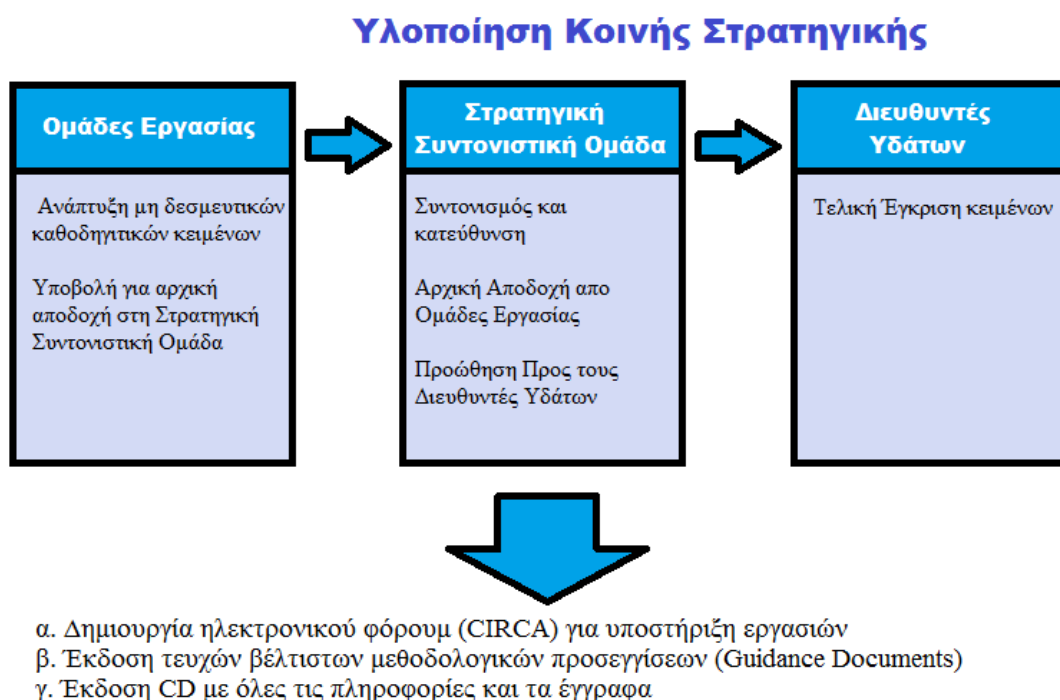 Υλοποίηση Κοινής Στρατηγικής
Ομάδες Εργασίας
Ανάπτυξη μη δεσμευτικών
καθοδηγιτικών κειμένων
Υποβολή για αρχική
αποδοχή στη Στρατηγική
Συντονιστική Ομάδα
Στρατηγική
Συντονιστική Ομάδα
Συντονισμός και
κατεύθυνση
Αρχική Αποδοχή απο
Ομάδες Εργασίας
Προώθηση Προς τους
Διευθυντές Υδάτων
Διευθυντές
Υδάτων
Τελική Έγκριση κειμένων
α. Δημιουργία ηλεκτρονικού φόρουμ (CIRCA) για υποστήριξη εργασιών
β. Έκδοση τευχών βέλτιστων μεθοδολογικών προσεγγίσεων (Guidance Documents)
γ. Έκδοση CD με όλες τις πληροφορίες και τα έγγραφα